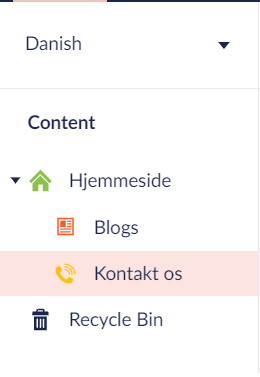 Danish
Content
Hjemmeside
Blogs
Kontakt os
Recycle Bin